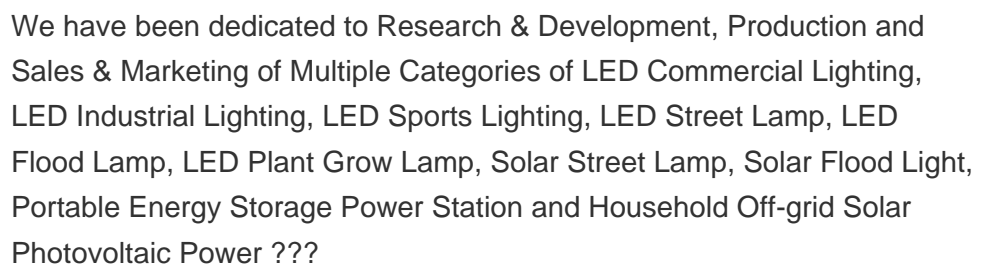 We have been dedicated to Research & Development, Production and
Sales & Marketing of Multiple Categories of LED Commercial Lighting,
LED Industrial Lighting, LED Sports Lighting, LED Street Lamp, LED
Flood Lamp, LED Plant Grow Lamp, Solar Street Lamp, Solar Flood Light,
Portable Energy Storage Power Station and Household Off-grid Solar
Photovoltaic Power ???